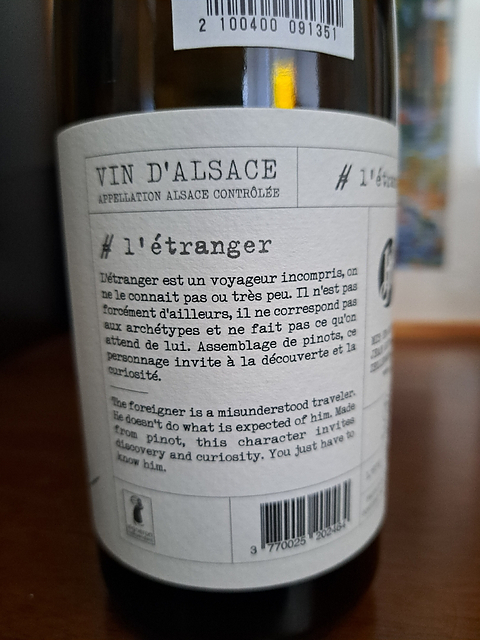 2 100400 091351
VIN D'ALSACE
APPELLATION ALSACE CONTRÔLÉE
# l'étran
# l'étranger
L'étranger est un voyageur incompris, on
ne le connait pas ou très peu. Il n'est pas
forcément d'ailleurs, il ne correspond pas
aux archétypes et ne fait pas ce qu'on
attend de lui. Assemblage de pinots, ce
personnage invite à la découverte et la
curiosité.
The foreigner is a misunderstood traveler.
He doesn't do what is expected of him. Made
from pinot, this character invites
discovery and curiosity. You just have to
know him.
3 770025 202464